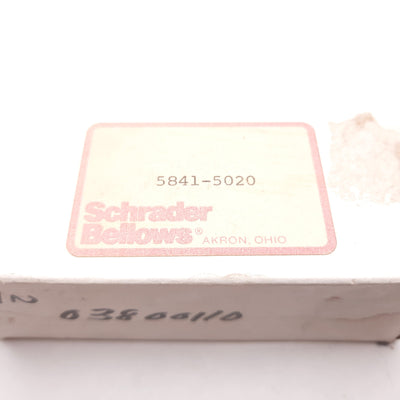 5841-5020
Schrader
Bellows® AKRON, OHIO
03800110